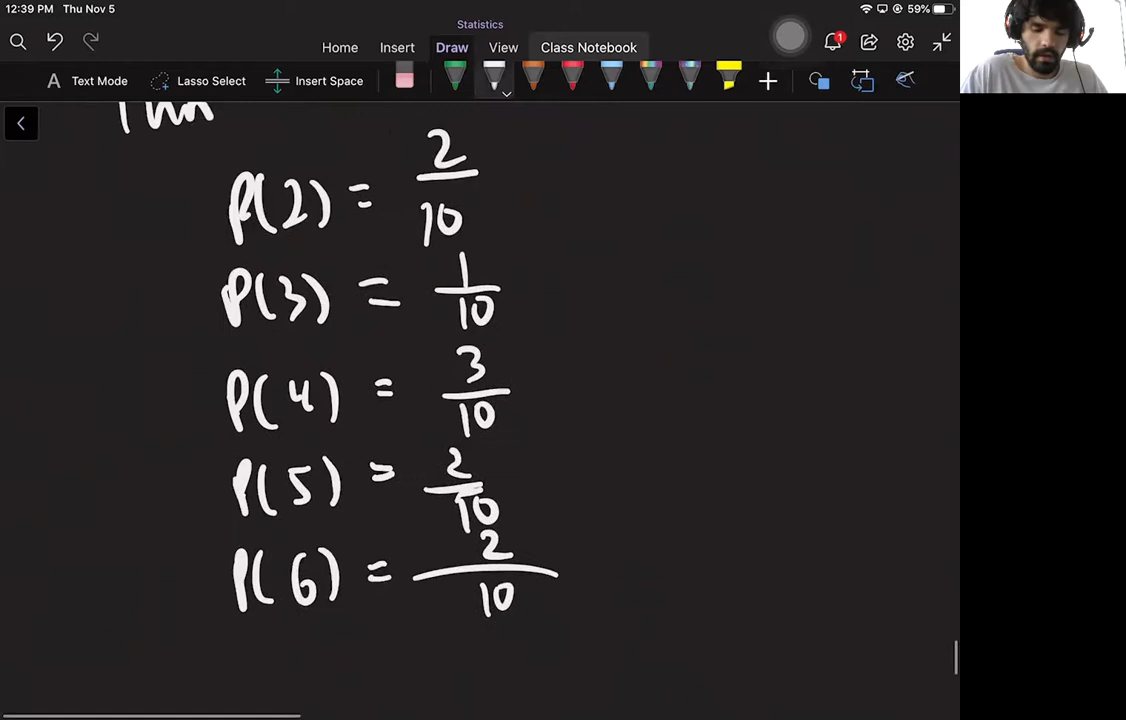 12:39 PM Thu Nov 5
59%
Statistics
Home Insert Draw View Class Notebook
1
A Text Mode Lasso Select Insert Space
P(2) = 2/10
P(3) = 1/10
P(4) = 3/10
P(5) = 2/10
P(6) = 2/10